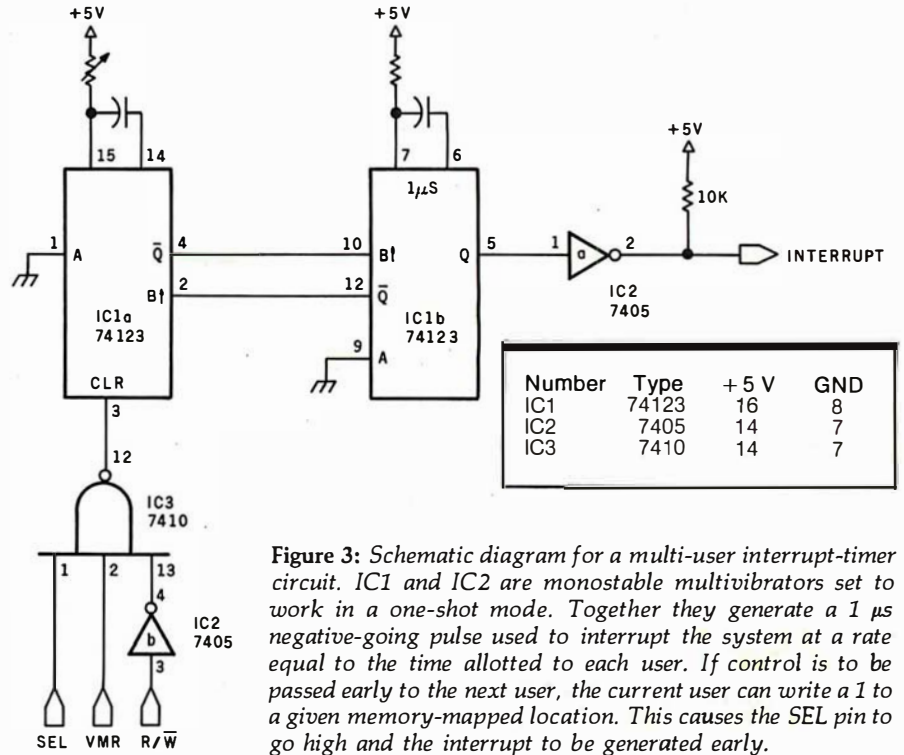 +5V
+5V
+5V
15 14
7 6
1µS
10K
1 A
Q̅ 4
10 B↑
Q 5
1 a 2
INTERRUPT
B↑ 2
12 Q̅
IC1a
74123
IC1b
74123
IC2
7405
9 A
CLR
3
12
IC3
7410
1 2 13
4
b
IC2
7405
3
SEL VMR R/W̅
Number Type +5 V GND
IC1 74123 16 8
IC2 7405 14 7
IC3 7410 14 7
Figure 3: Schematic diagram for a multi-user interrupt-timer
circuit. IC1 and IC2 are monostable multivibrators set to
work in a one-shot mode. Together they generate a 1 µs
negative-going pulse used to interrupt the system at a rate
equal to the time allotted to each user. If control is to be
passed early to the next user, the current user can write a 1 to
a given memory-mapped location. This causes the SEL pin to
go high and the interrupt to be generated early.